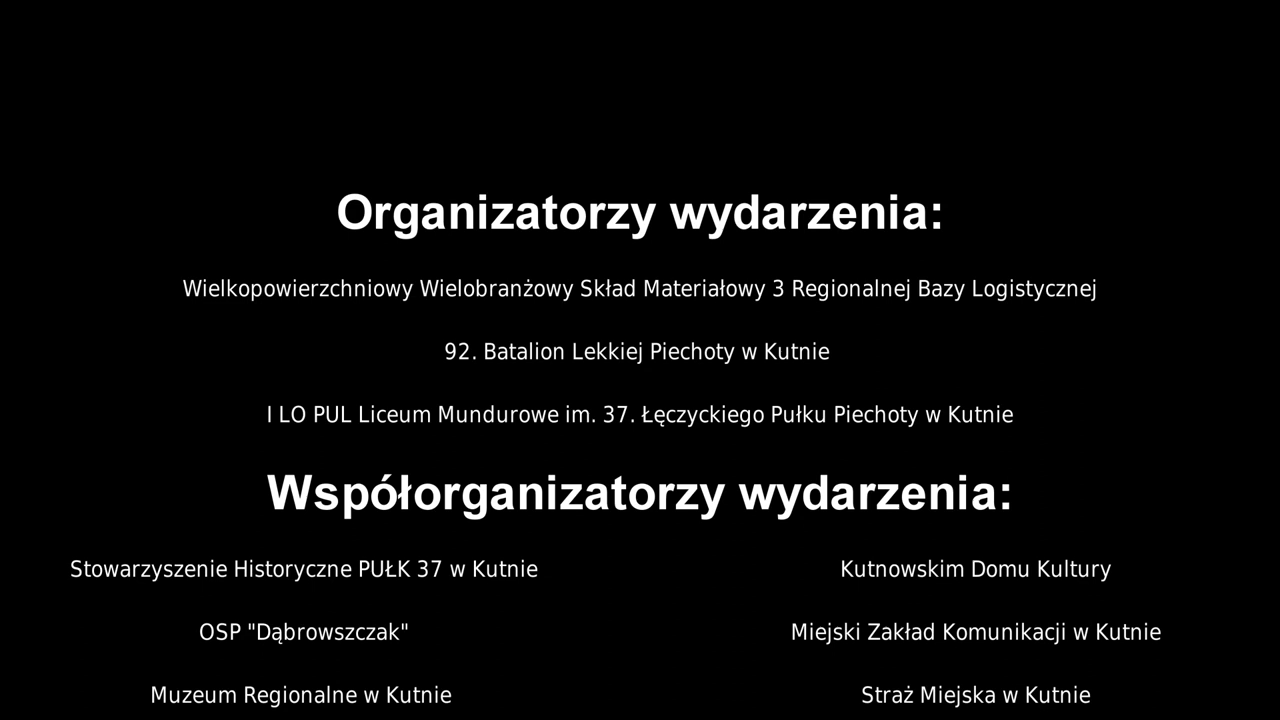 Organizatorzy wydarzenia:
Wielkopowierzchniowy Wielobranżowy Skład Materiałowy 3 Regionalnej Bazy Logistycznej
92. Batalion Lekkiej Piechoty w Kutnie
I LO PUL Liceum Mundurowe im. 37. Łęczyckiego Pułku Piechoty w Kutnie
Współorganizatorzy wydarzenia:
Stowarzyszenie Historyczne PUŁK 37 w Kutnie
Kutnowskim Domu Kultury
OSP "Dąbrowszczak"
Miejski Zakład Komunikacji w Kutnie
Muzeum Regionalne w Kutnie
Straż Miejska w Kutnie